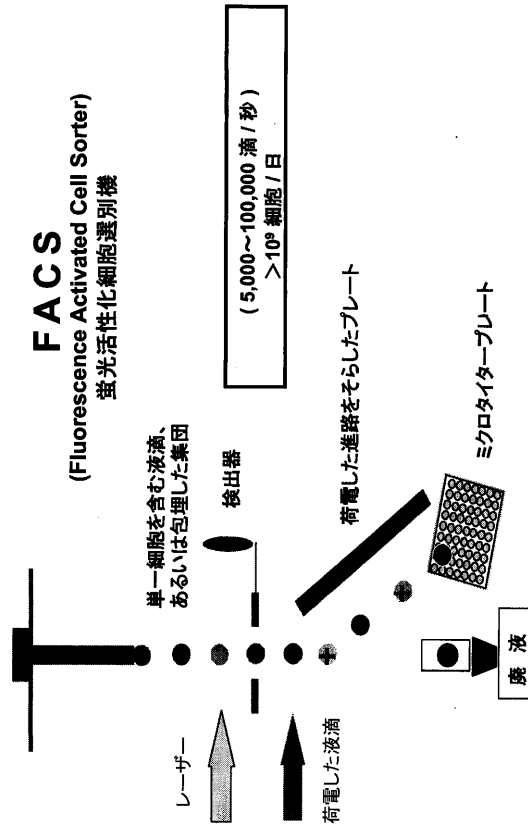 FACS
(Fluorescence Activated Cell Sorter)
蛍光活性化細胞選別機
単一細胞を含む液滴、
あるいは包埋した集団
検出器
(5,000～100,000 滴/秒)
>10⁹ 細胞/日
レーザー
荷電した液滴
荷電した進路をそらしたプレート
ミクロタイタープレート
廃 液